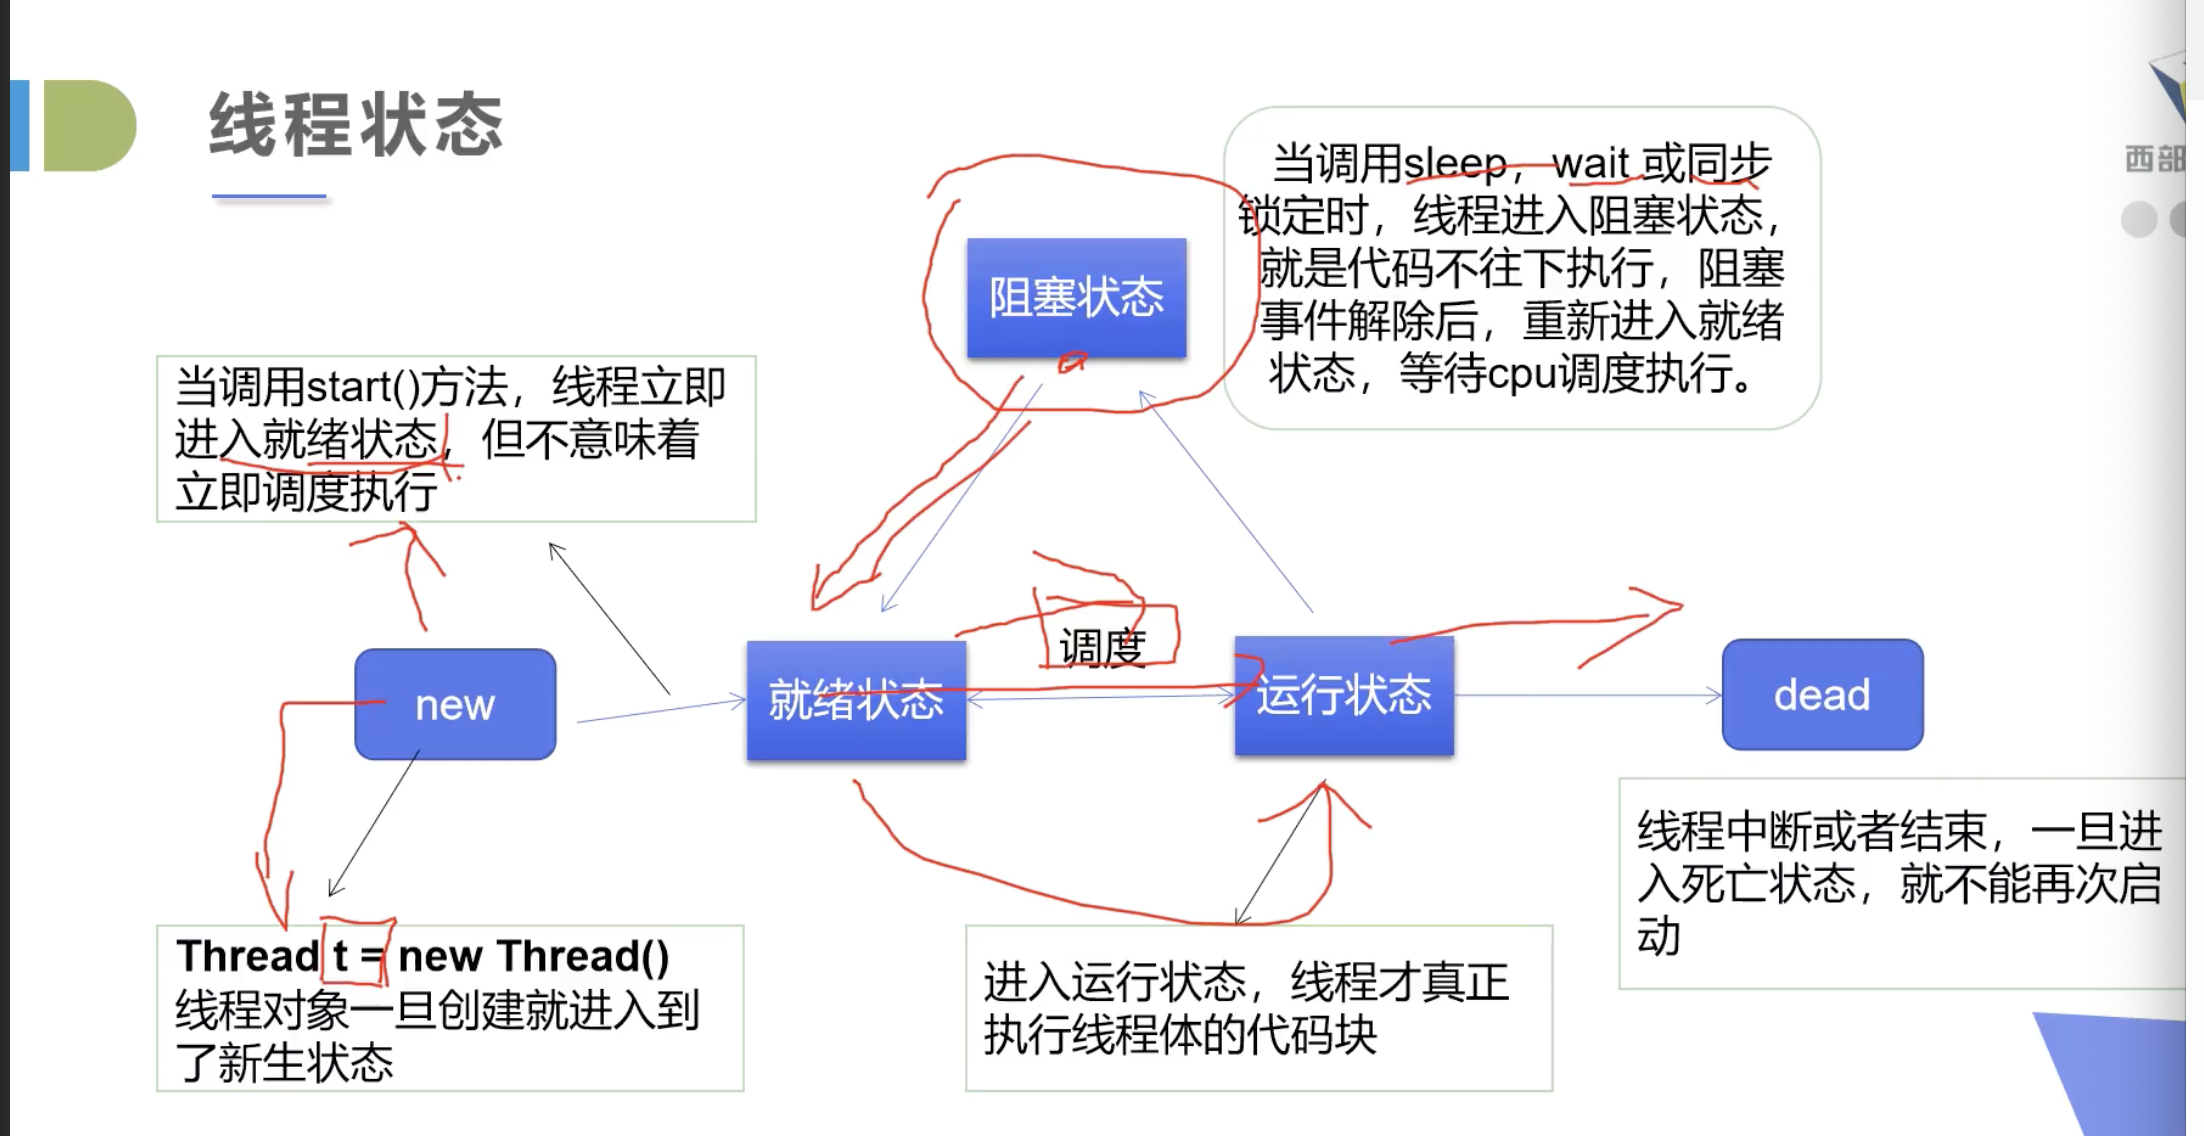 线程状态
西部
当调用sleep，wait 或同步
锁定时，线程进入阻塞状态，
就是代码不往下执行，阻塞
事件解除后，重新进入就绪
状态，等待cpu调度执行。
阻塞状态
当调用start()方法，线程立即
进入就绪状态，但不意味着
立即调度执行
调度
new
就绪状态
运行状态
dead
线程中断或者结束，一旦进
入死亡状态，就不能再次启
动
Thread t = new Thread()
线程对象一旦创建就进入到
了新生状态
进入运行状态，线程才真正
执行线程体的代码块